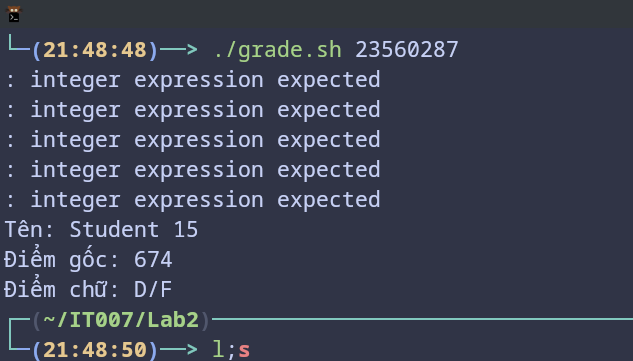 (21:48:48)──> ./grade.sh 23560287
: integer expression expected
: integer expression expected
: integer expression expected
: integer expression expected
: integer expression expected
Tên: Student 15
Điểm gốc: 674
Điểm chữ: D/F
(~/IT007/Lab2)
(21:48:50)──> l;s